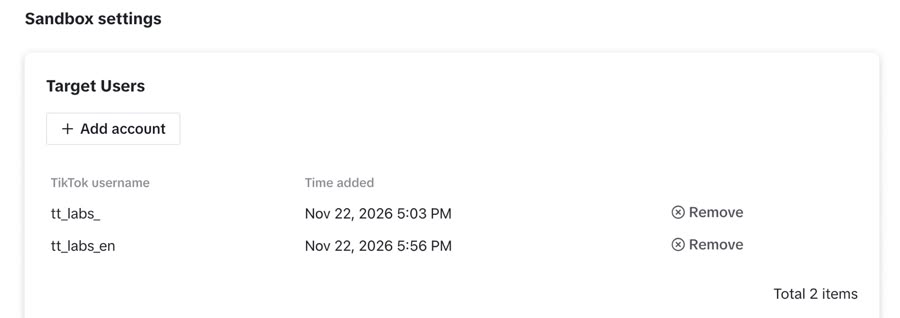 Sandbox settings
Target Users
+ Add account
TikTok username Time added
tt_labs_ Nov 22, 2026 5:03 PM Remove
tt_labs_en Nov 22, 2026 5:56 PM Remove
Total 2 items